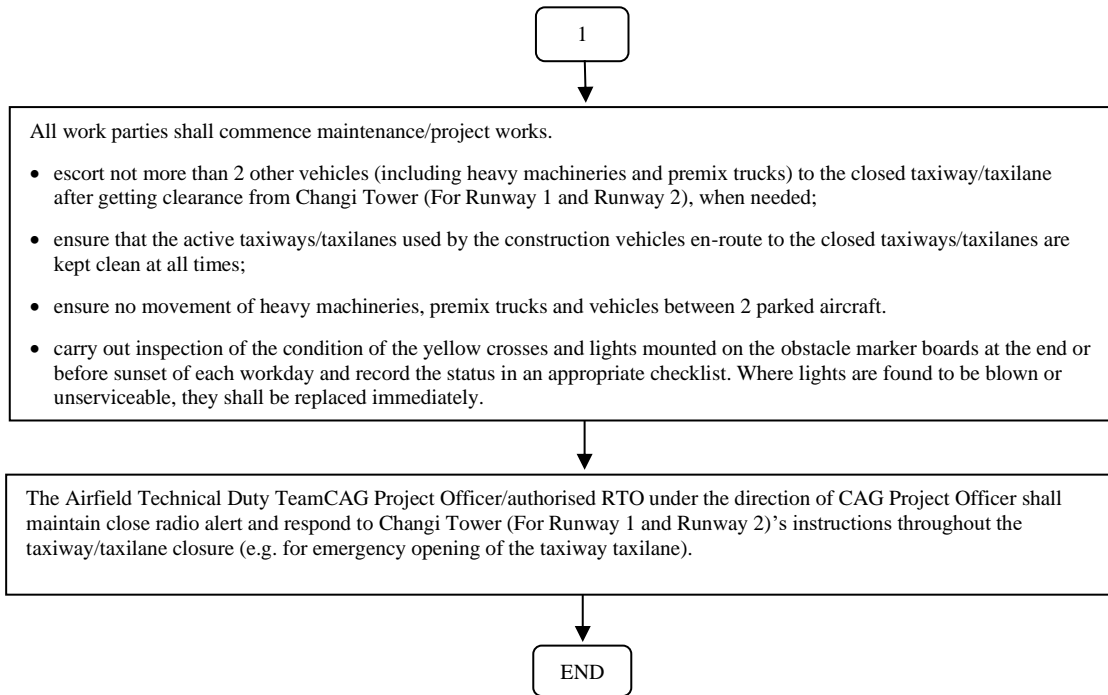 1
All work parties shall commence maintenance/project works.
• escort not more than 2 other vehicles (including heavy machineries and premix trucks) to the closed taxiway/taxilane
after getting clearance from Changi Tower (For Runway 1 and Runway 2), when needed;
• ensure that the active taxiways/taxilanes used by the construction vehicles en-route to the closed taxiways/taxilanes are
kept clean at all times;
• ensure no movement of heavy machineries, premix trucks and vehicles between 2 parked aircraft.
• carry out inspection of the condition of the yellow crosses and lights mounted on the obstacle marker boards at the end or
before sunset of each workday and record the status in an appropriate checklist. Where lights are found to be blown or
unserviceable, they shall be replaced immediately.
The Airfield Technical Duty TeamCAG Project Officer/authorised RTO under the direction of CAG Project Officer shall
maintain close radio alert and respond to Changi Tower (For Runway 1 and Runway 2)’s instructions throughout the
taxiway/taxilane closure (e.g. for emergency opening of the taxiway taxilane).
END